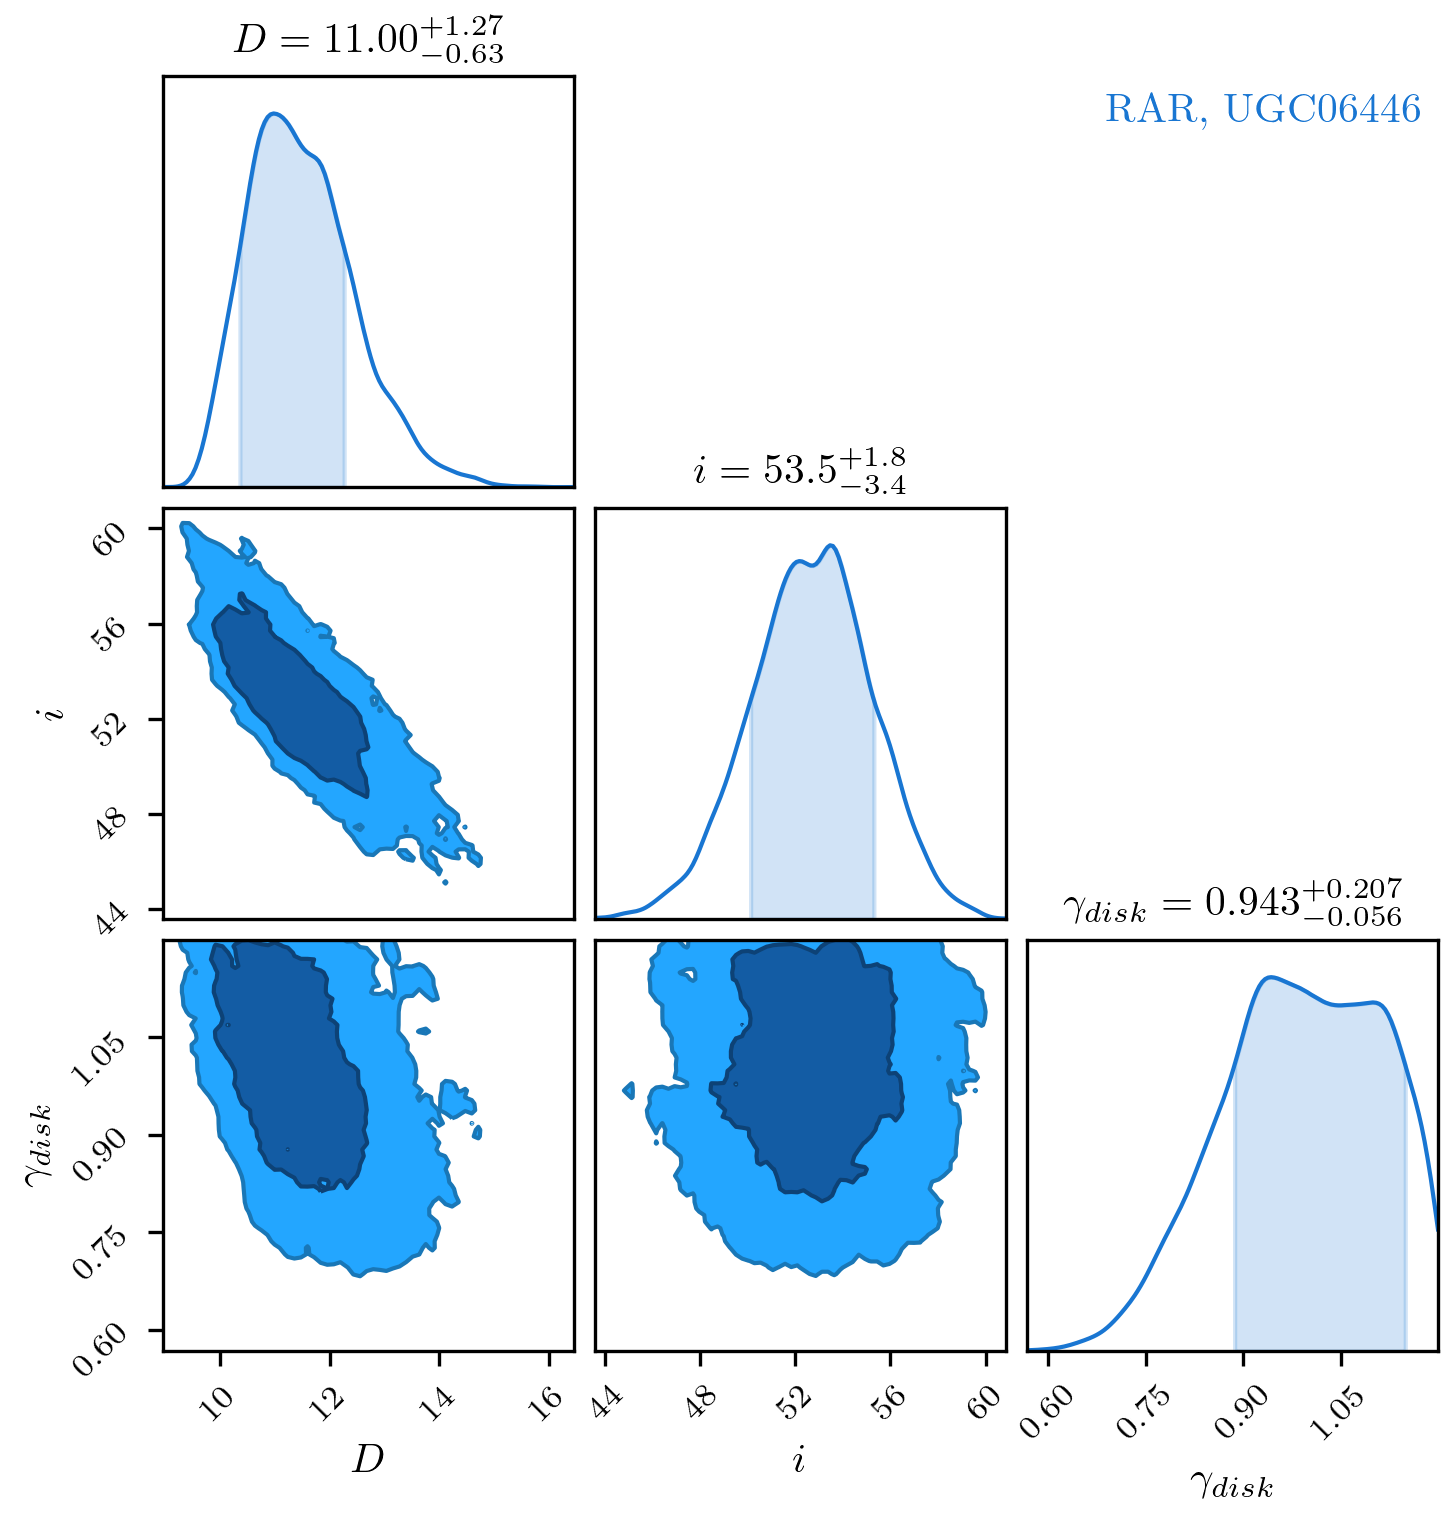 D = 11.00^{+1.27}_{-0.63}
RAR, UGC06446
i = 53.5^{+1.8}_{-3.4}
60
56
52
48
44
i
γ_{disk} = 0.943^{+0.207}_{-0.056}
1.05
0.90
0.75
0.60
γ_{disk}
10 12 14 16
44 48 52 56 60
0.60 0.75 0.90 1.05
D
i
γ_{disk}